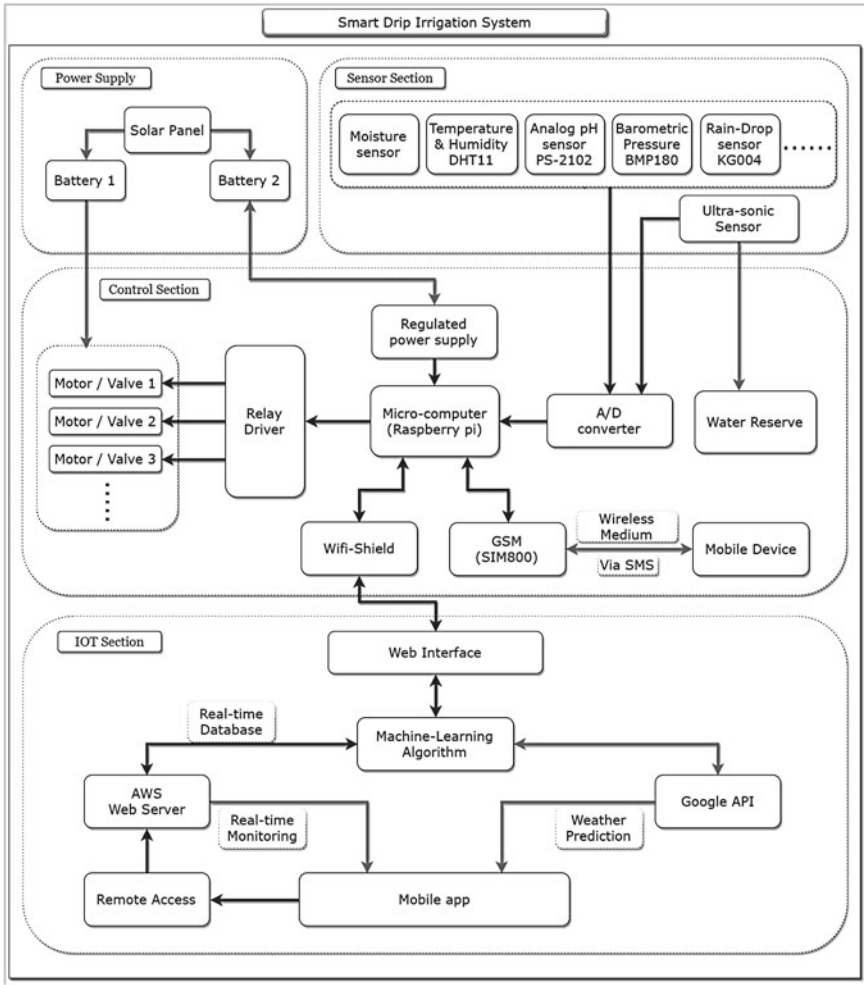 Smart Drip Irrigation System
Power Supply
Solar Panel
Battery 1
Battery 2
Sensor Section
Moisture
sensor
Temperature
& Humidity
DHT11
Analog pH
sensor
PS-2102
Barometric
Pressure
BMP180
Rain-Drop
sensor
KG004
Ultra-sonic
Sensor
Control Section
Regulated
power supply
Motor / Valve 1
Motor / Valve 2
Motor / Valve 3
Relay
Driver
Micro-computer
(Raspberry pi)
A/D
converter
Water Reserve
Wifi-Shield
GSM
(SIM800)
Wireless
Medium
Via SMS
Mobile Device
IOT Section
Web Interface
Real-time
Database
Machine-Learning
Algorithm
AWS
Web Server
Real-time
Monitoring
Weather
Prediction
Google API
Remote Access
Mobile app